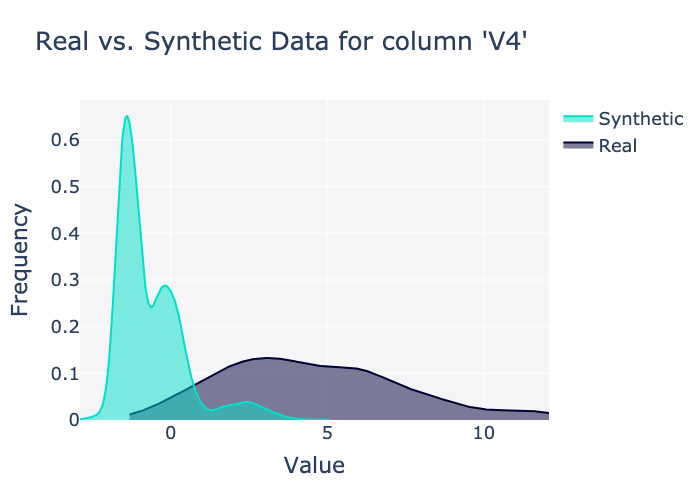 Real vs. Synthetic Data for column 'V4'
Synthetic
Real
0.6
0.5
0.4
0.3
0.2
0.1
0
Frequency
0 5 10
Value